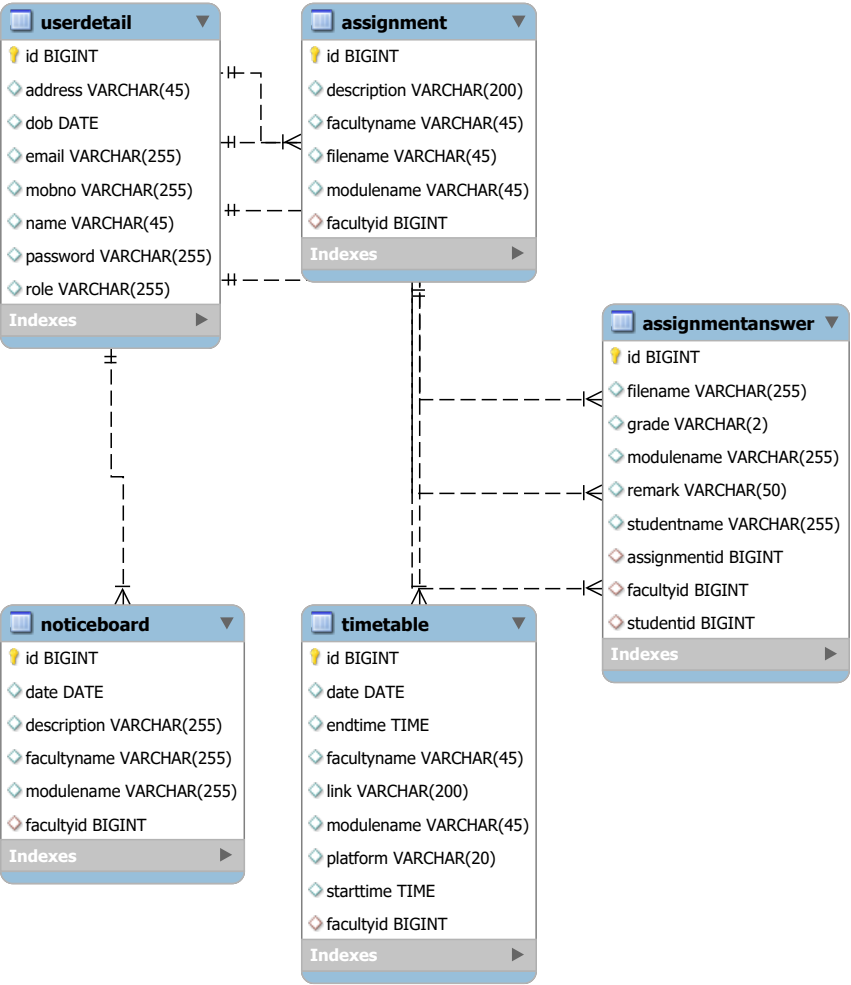 userdetail
id BIGINT
address VARCHAR(45)
dob DATE
email VARCHAR(255)
mobno VARCHAR(255)
name VARCHAR(45)
password VARCHAR(255)
role VARCHAR(255)
Indexes
assignment
id BIGINT
description VARCHAR(200)
facultyname VARCHAR(45)
filename VARCHAR(45)
modulename VARCHAR(45)
facultyid BIGINT
Indexes
assignmentanswer
id BIGINT
filename VARCHAR(255)
grade VARCHAR(2)
modulename VARCHAR(255)
remark VARCHAR(50)
studentname VARCHAR(255)
assignmentid BIGINT
facultyid BIGINT
studentid BIGINT
Indexes
noticeboard
id BIGINT
date DATE
description VARCHAR(255)
facultyname VARCHAR(255)
modulename VARCHAR(255)
facultyid BIGINT
Indexes
timetable
id BIGINT
date DATE
endtime TIME
facultyname VARCHAR(45)
link VARCHAR(200)
modulename VARCHAR(45)
platform VARCHAR(20)
starttime TIME
facultyid BIGINT
Indexes